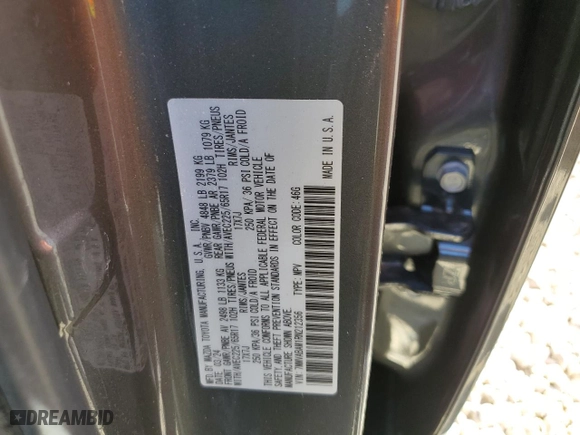 MFD BY MAZDA TOYOTA MANUFACTURING, U.S.A., INC.
DATE: 03/24 GVWR/PNBV 4848 LB 2199 KG
FRONT GAWR/PNBE AV 2498 LB 1133 KG REAR GAWR/PNBE AR 2379 LB 1079 KG
WITH/AVEC225/65R17 102H TIRES/PNEUS WITH/AVEC225/65R17 102H TIRES/PNEUS
17X7J RIMS/JANTES 17X7J RIMS/JANTES
250 KPA/36 PSI COLD/A FROID 250 KPA/ 36 PSI COLD/A FROID
THIS VEHICLE CONFORMS TO ALL APPLICABLE FEDERAL MOTOR VEHICLE
SAFETY, AND THEFT PREVENTION STANDARDS IN EFFECT ON THE DATE OF
MANUFACTURE SHOWN ABOVE.
VIN: TYPE: MPV COLOR CODE: 46G
MADE IN U.S.A.
DREAMBID